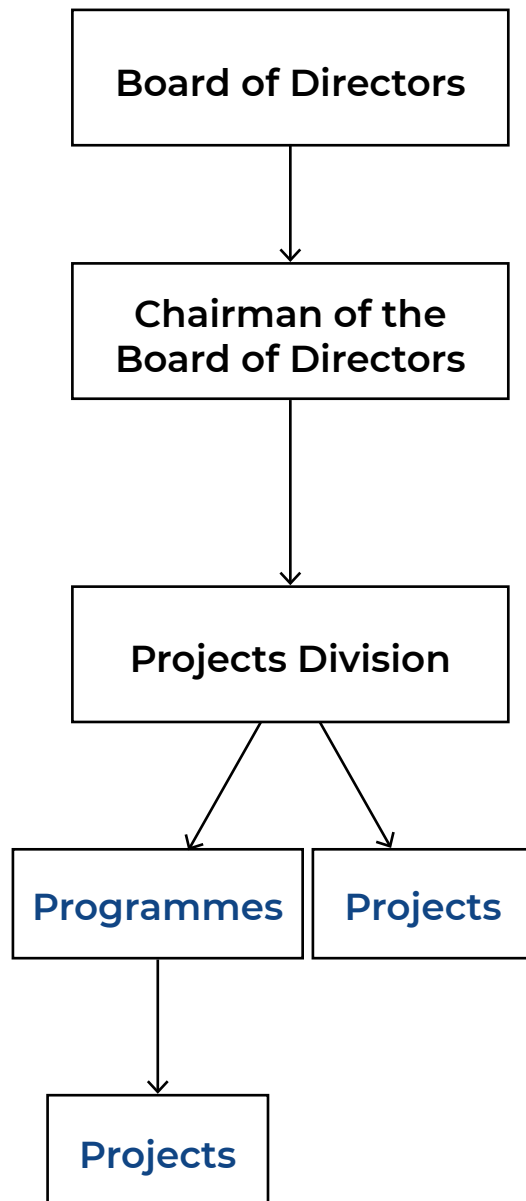 Board of Directors
Chairman of the
Board of Directors
Projects Division
Programmes
Projects
Projects